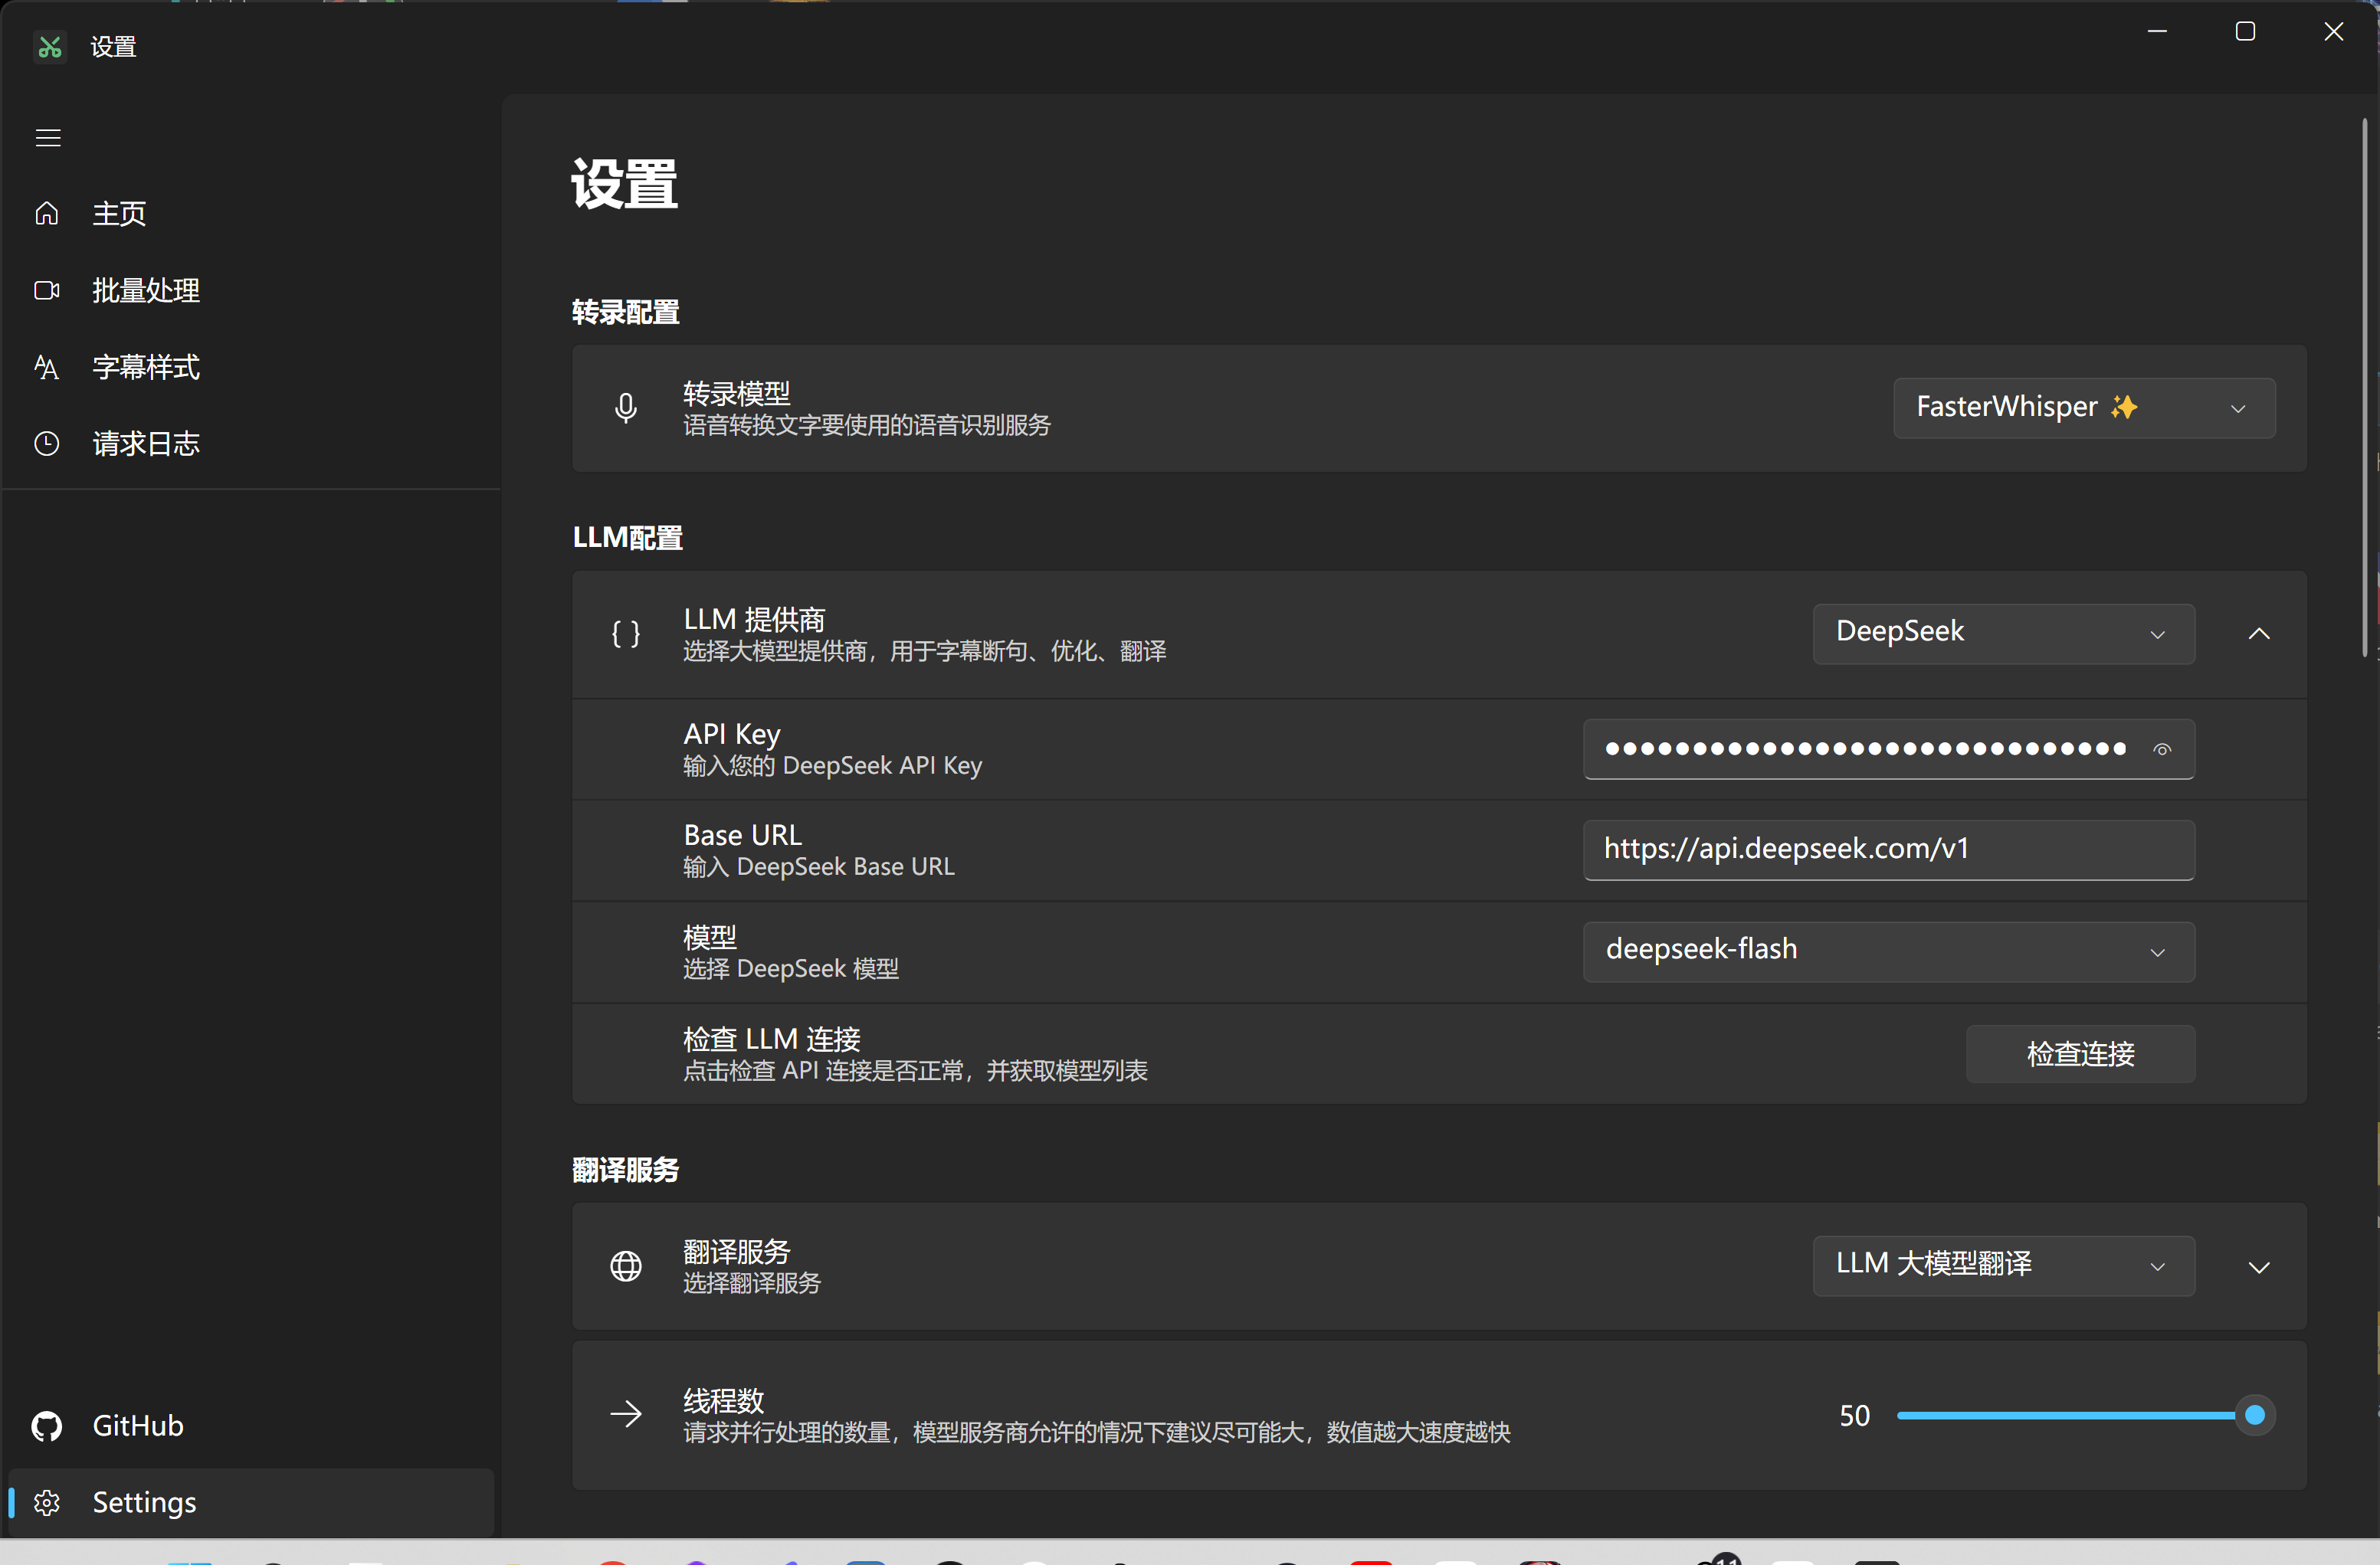 设置
主页
批量处理
字幕样式
请求日志
GitHub
Settings
设置
转录配置
转录模型
语音转换文字要使用的语音识别服务
FasterWhisper ✨
LLM配置
LLM 提供商
选择大模型提供商，用于字幕断句、优化、翻译
DeepSeek
API Key
输入您的 DeepSeek API Key
●●●●●●●●●●●●●●●●●●●●●●●●●●●●●●
Base URL
输入 DeepSeek Base URL
https://api.deepseek.com/v1
模型
选择 DeepSeek 模型
deepseek-flash
检查 LLM 连接
点击检查 API 连接是否正常，并获取模型列表
检查连接
翻译服务
翻译服务
选择翻译服务
LLM 大模型翻译
线程数
请求并行处理的数量，模型服务商允许的情况下建议尽可能大，数值越大速度越快
50